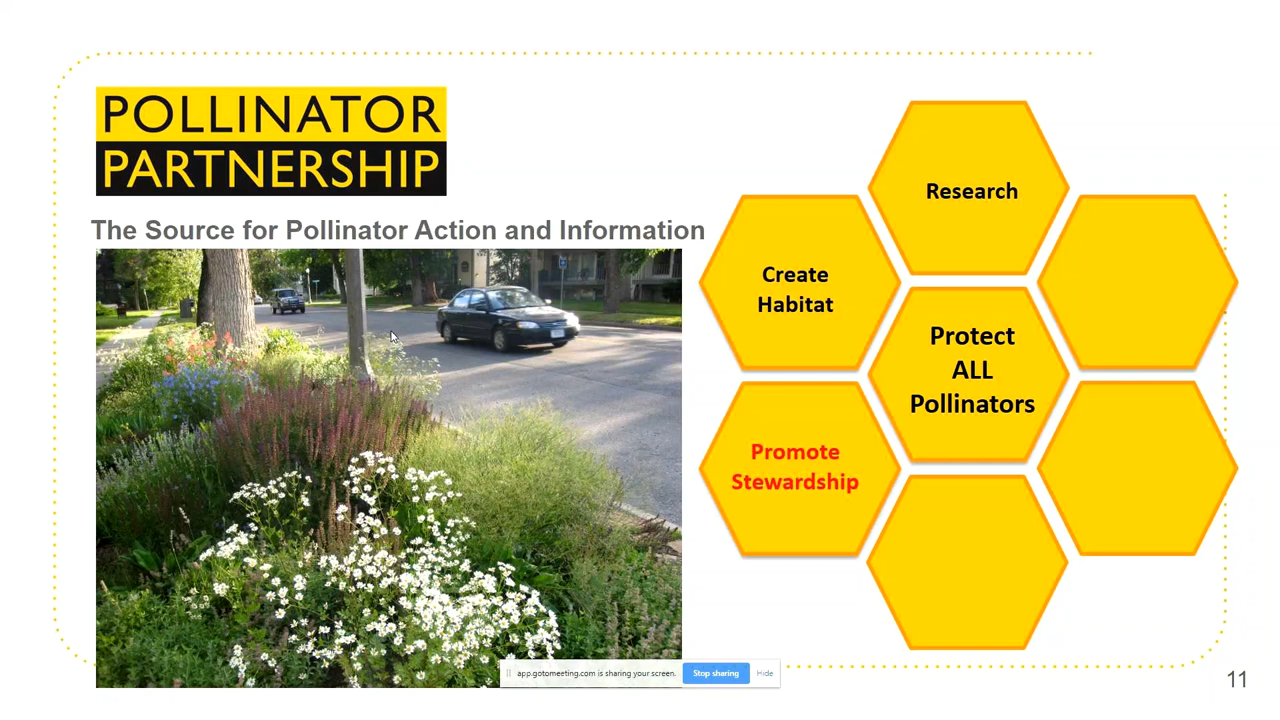 POLLINATOR
PARTNERSHIP
The Source for Pollinator Action and Information
Research
Create
Habitat
Protect
ALL
Pollinators
Promote
Stewardship
app.gotomeeting.com is sharing your screen.
Stop sharing
Hide
11